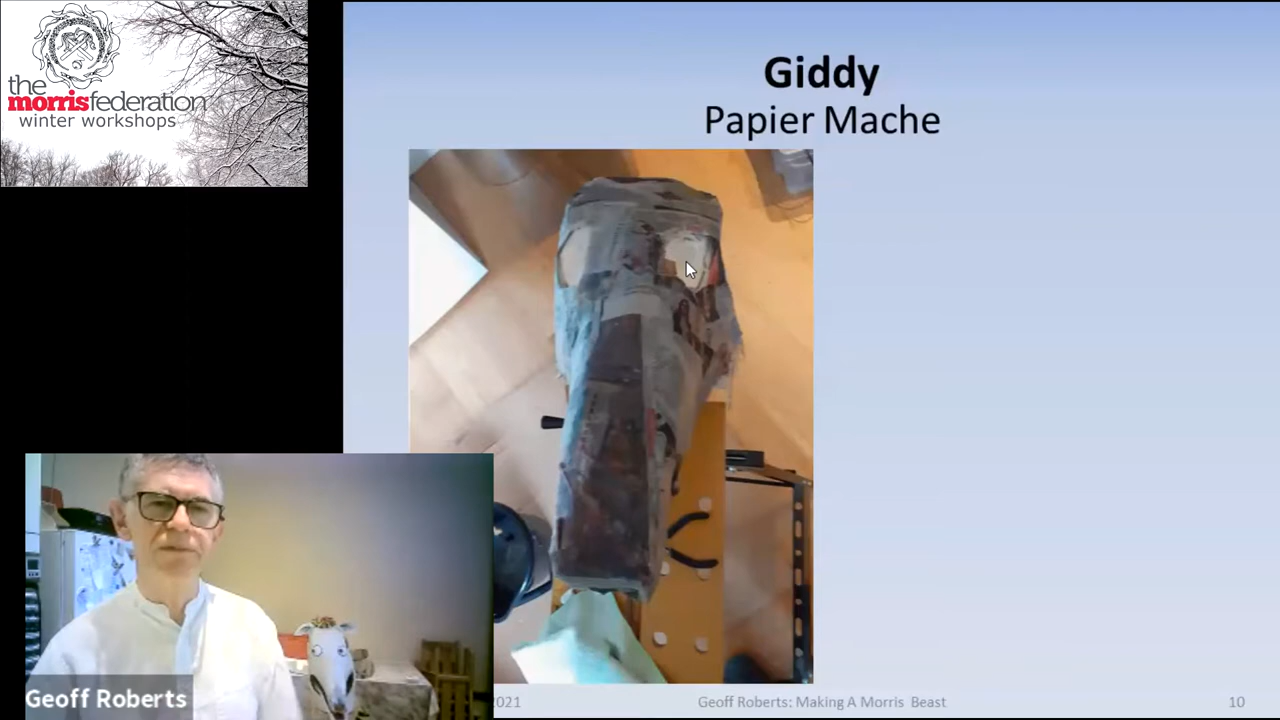 the
morrisfederation
winter workshops
Giddy
Papier Mache
Geoff Roberts
2021
Geoff Roberts: Making A Morris Beast
10